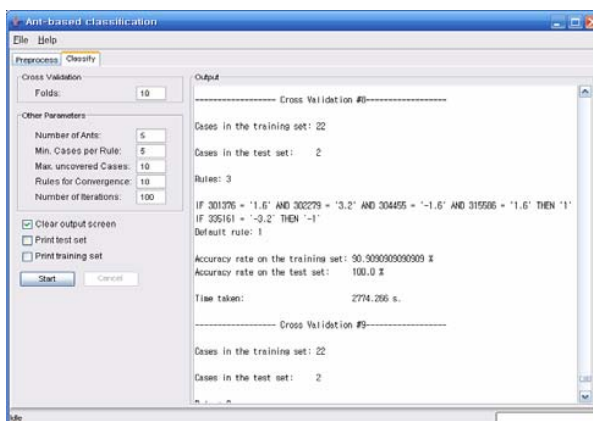 Ant-based classification
File Help
Preprocess Classify
Cross Validation
Folds: 10
Other Parameters
Number of Ants: 5
Min. Cases per Rule: 5
Max. uncovered Cases: 10
Rules for Convergence: 10
Number of Iterations: 100
Clear output screen
Print test set
Print training set
Start Cancel
Output
------------------ Cross Validation #8------------------
Cases in the training set: 22
Cases in the test set: 2
Rules: 3
IF 301376 = '1.6' AND 302279 = '3.2' AND 304455 = '-1.6' AND 315586 = '1.6' THEN '1'
IF 335161 = '-3.2' THEN '-1'
Default rule: 1
Accuracy rate on the training set: 90.9090909090909 %
Accuracy rate on the test set: 100.0 %
Time taken: 2774.266 s.
------------------ Cross Validation #9------------------
Cases in the training set: 22
Cases in the test set: 2
Idle